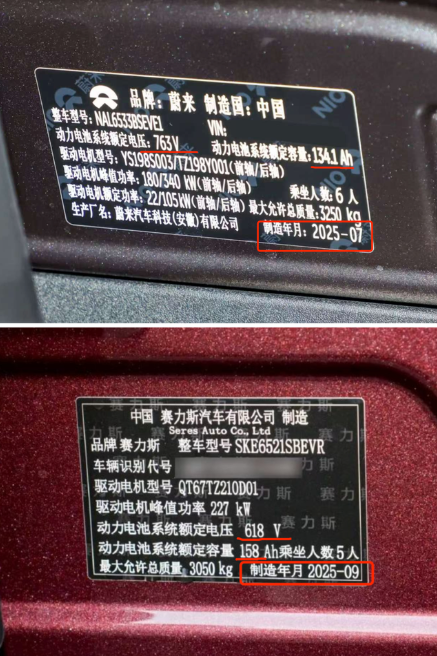 品牌: 蔚来 制造国: 中国
整车型号: NAL6533BSEVE1 VIN:
动力电池系统额定电压: 763V 动力电池系统额定容量: 134.1 Ah
驱动电机型号: YS198S003/TZ198Y001(前轴/后轴)
驱动电机峰值功率: 180/340 kW(前轴/后轴) 乘坐人数: 6 人
驱动电机额定功率: 22/105kW(前轴/后轴) 最大允许总质量: 3250 kg
生产厂名: 蔚来汽车科技(安徽)有限公司 制造年月: 2025-07
蔚来
NIO
中国 赛力斯汽车有限公司 制造
Seres Auto Co., Ltd
品牌 赛力斯 整车型号 SKE6521SBEVR
车辆识别代号
驱动电机型号 QT67TZ210D01
驱动电机峰值功率 227 kW
动力电池系统额定电压 618 V
动力电池系统额定容量 158 Ah 乘坐人数 5 人
最大允许总质量: 3050 kg 制造年月 2025-09
赛力斯